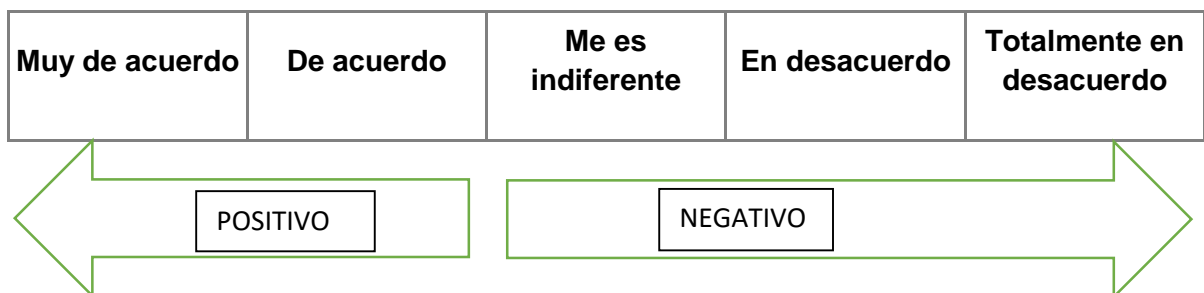 Muy de acuerdo
De acuerdo
Me es
indiferente
En desacuerdo
Totalmente en
desacuerdo
POSITIVO
NEGATIVO